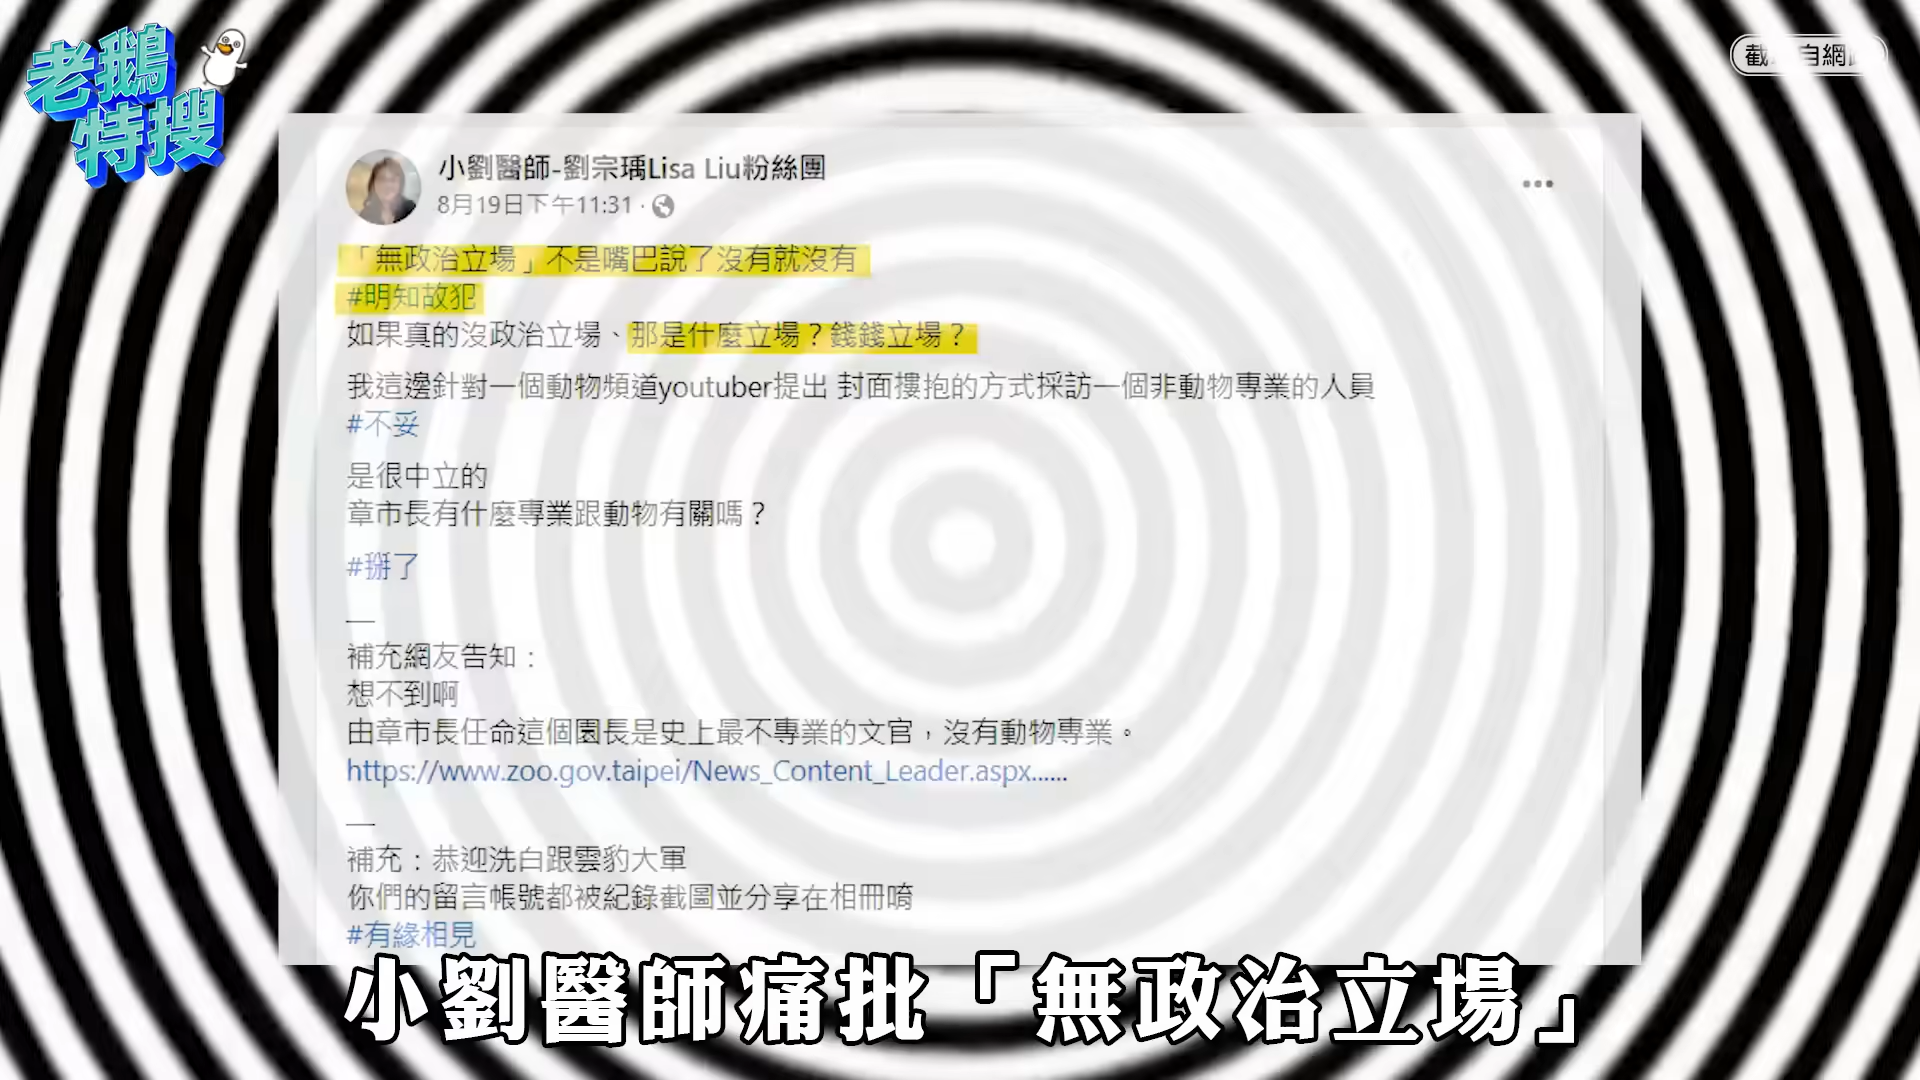 老鵝
特搜
截 自網
小劉醫師-劉宗瑀Lisa Liu粉絲團
8月19日下午11:31
「無政治立場」不是嘴巴說了沒有就沒有
#明知故犯
如果真的沒政治立場、那是什麼立場？錢錢立場？
我這邊針對一個動物頻道youtuber提出 封面摟抱的方式採訪一個非動物專業的人員
#不妥
是很中立的
章市長有什麼專業跟動物有關嗎？
#掰了
—
補充網友告知：
想不到啊
由章市長任命這個園長是史上最不專業的文官，沒有動物專業。
https://www.zoo.gov.taipei/News_Content_Leader.aspx......
—
補充：恭迎洗白跟雲豹大軍
你們的留言帳號都被紀錄截圖並分享在相冊唷
#有緣相見
小劉醫師痛批「無政治立場」